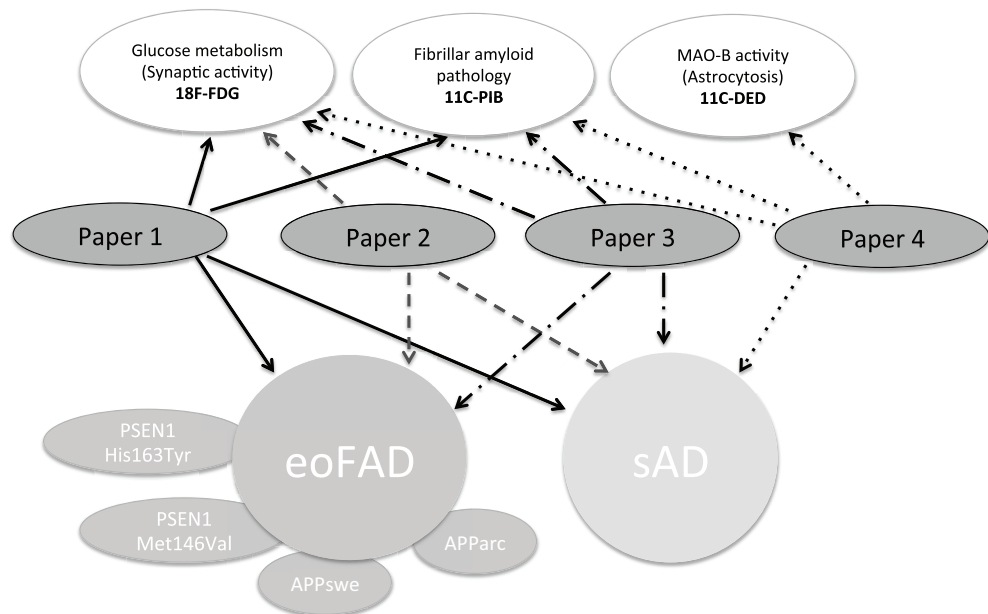 Glucose metabolism
(Synaptic activity)
18F-FDG
Fibrillar amyloid
pathology
11C-PIB
MAO-B activity
(Astrocytosis)
11C-DED
Paper 1
Paper 2
Paper 3
Paper 4
PSEN1
His163Tyr
eoFAD
sAD
PSEN1
Met146Val
APParc
APPswe